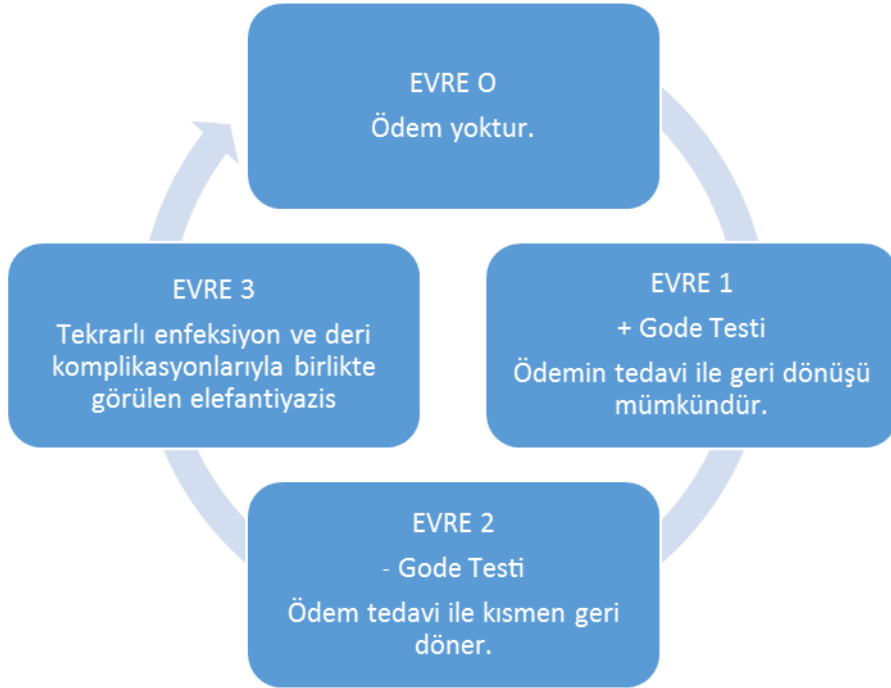 EVRE O
Ödem yoktur.
EVRE 1
+ Gode Testi
Ödemin tedavi ile geri dönüşü
mümkündür.
EVRE 2
- Gode Testi
Ödem tedavi ile kısmen geri
döner.
EVRE 3
Tekrarlı enfeksiyon ve deri
komplikasyonlarıyla birlikte
görülen elefantiyazis